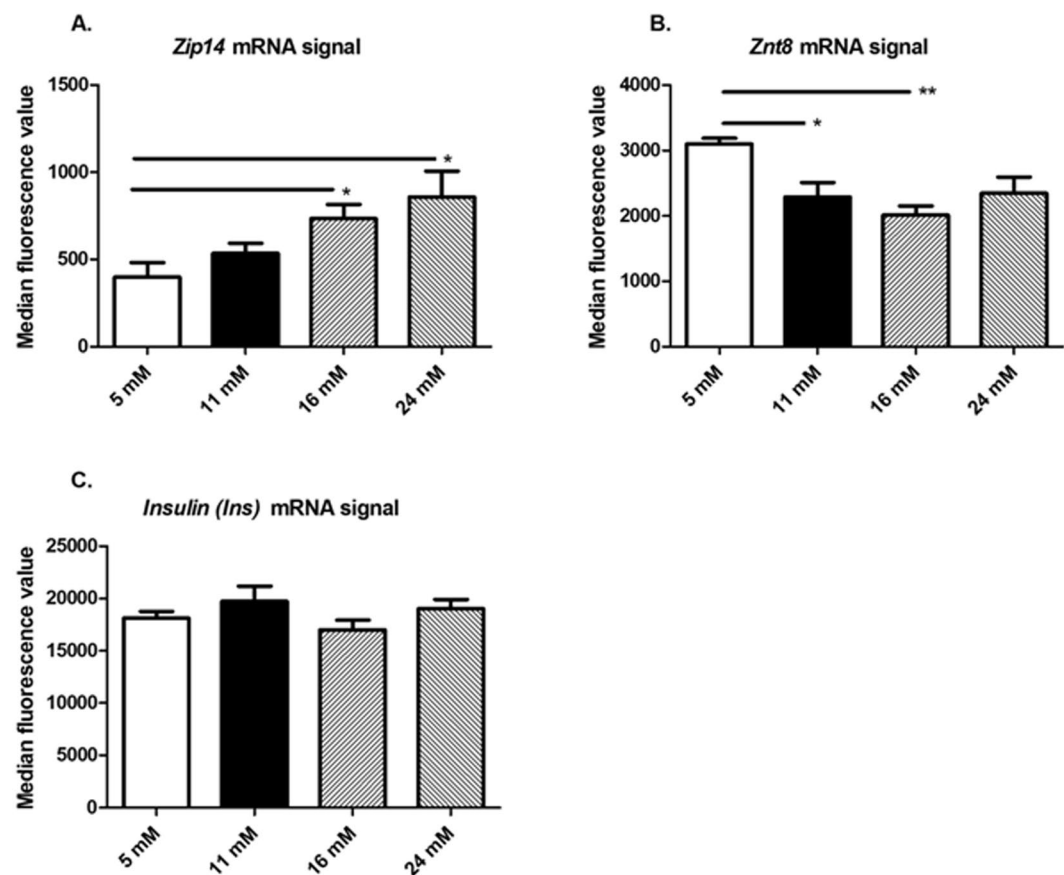 A.
Zip14 mRNA signal
Median fluorescence value
1500
1000
500
0
*
*
5 mM
11 mM
16 mM
24 mM
B.
Znt8 mRNA signal
Median fluorescence value
4000
3000
2000
1000
0
**
*
5 mM
11 mM
16 mM
24 mM
C.
Insulin (Ins) mRNA signal
Median fluorescence value
25000
20000
15000
10000
5000
0
5 mM
11 mM
16 mM
24 mM